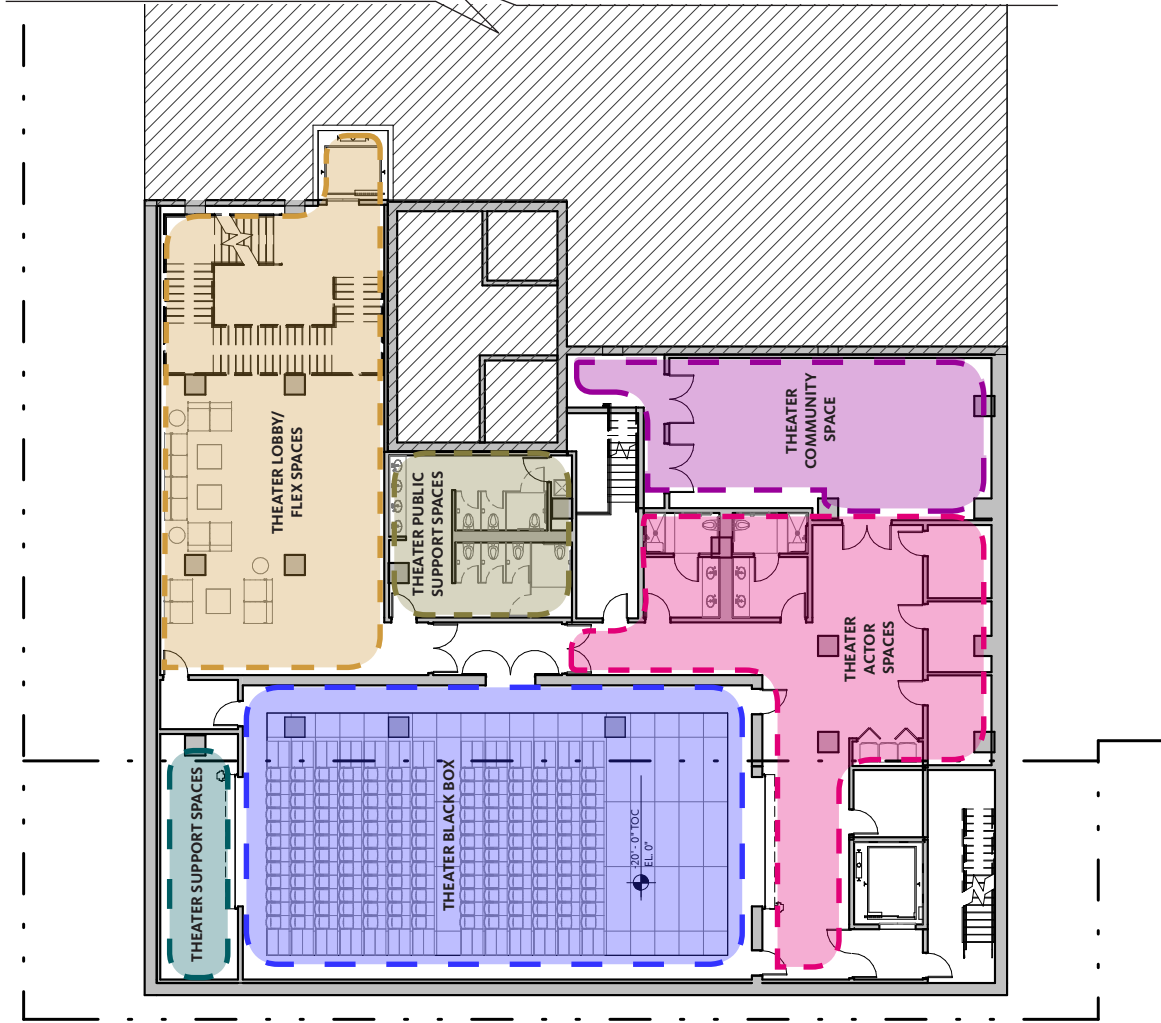 THEATER LOBBY/
FLEX SPACES
THEATER PUBLIC
SUPPORT SPACES
THEATER
COMMUNITY
SPACE
THEATER
ACTOR
SPACES
THEATER SUPPORT SPACES
THEATER BLACK BOX
-20' - 0" TOC
EL. 0"